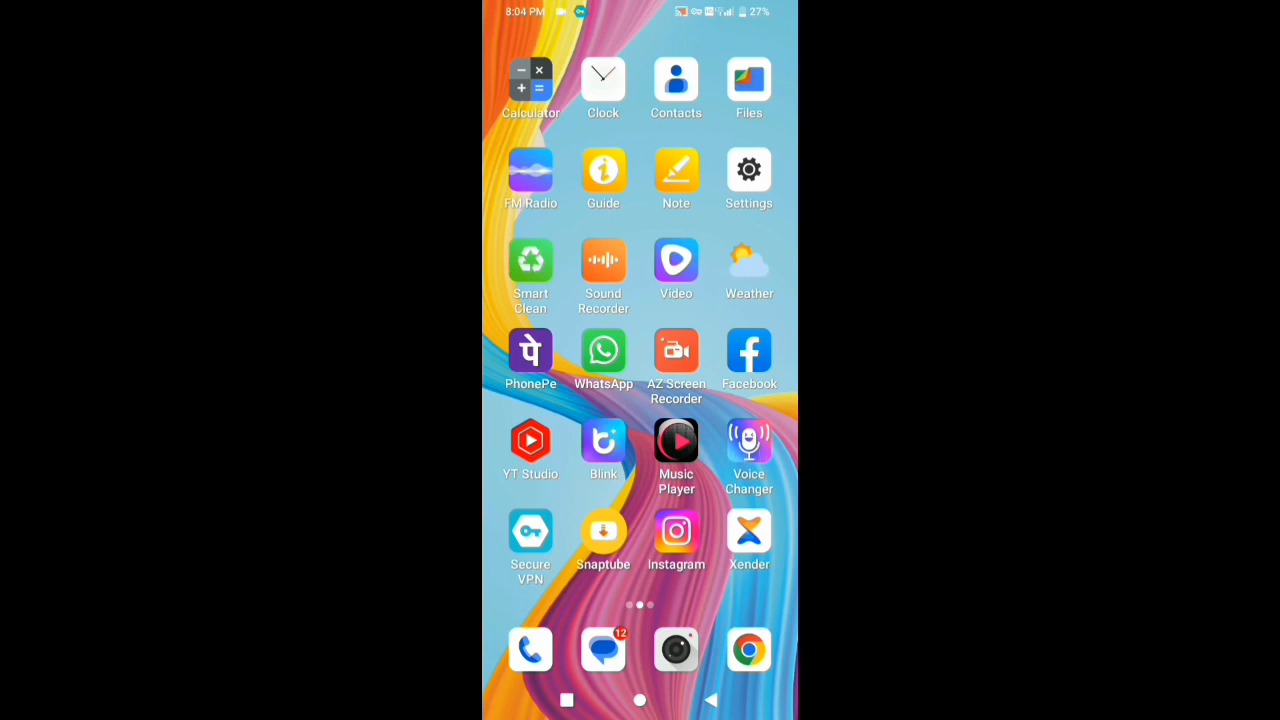 8:04 PM 27%
Calculator Clock Contacts Files
FM Radio Guide Note Settings
Smart Clean Sound Recorder Video Weather
पे
PhonePe WhatsApp AZ Screen Recorder Facebook
YT Studio Blink Music Player Voice Changer
Secure VPN Snaptube Instagram Xender
12